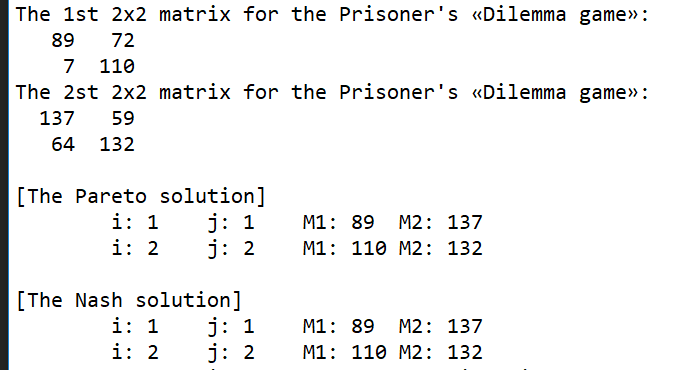 The 1st 2x2 matrix for the Prisoner's «Dilemma game»:
89 72
7 110
The 2st 2x2 matrix for the Prisoner's «Dilemma game»:
137 59
64 132
[The Pareto solution]
i: 1 j: 1 M1: 89 M2: 137
i: 2 j: 2 M1: 110 M2: 132
[The Nash solution]
i: 1 j: 1 M1: 89 M2: 137
i: 2 j: 2 M1: 110 M2: 132